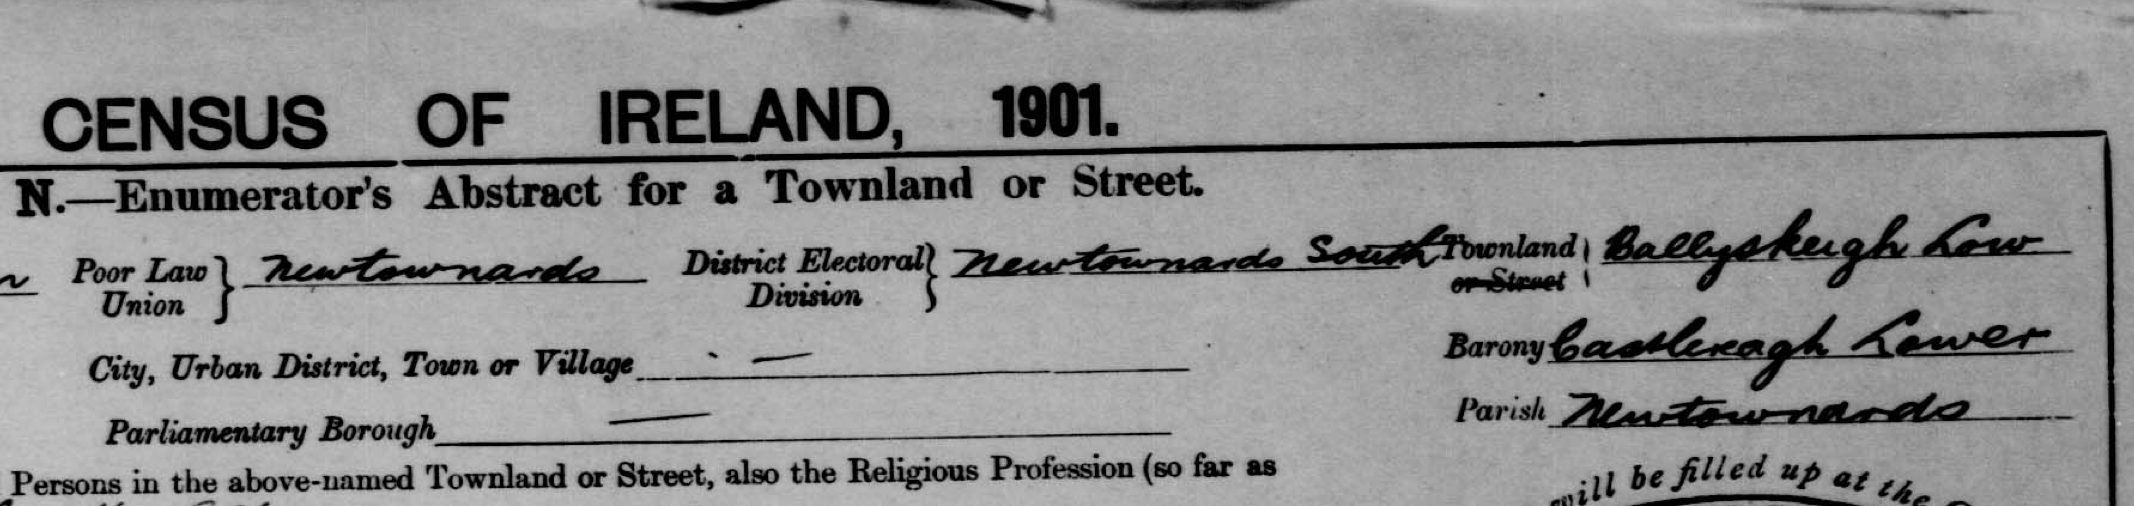 CENSUS OF IRELAND, 1901.
N.—Enumerator's Abstract for a Townland or Street.
Poor Law Union } Newtownards District Electoral Division } Newtownards South Townland or Street } Ballyskeigh Low
City, Urban District, Town or Village — Barony Castlereagh Lower
Parliamentary Borough — Parish Newtownards
Persons in the above-named Townland or Street, also the Religious Profession (so far as
will be filled up at the